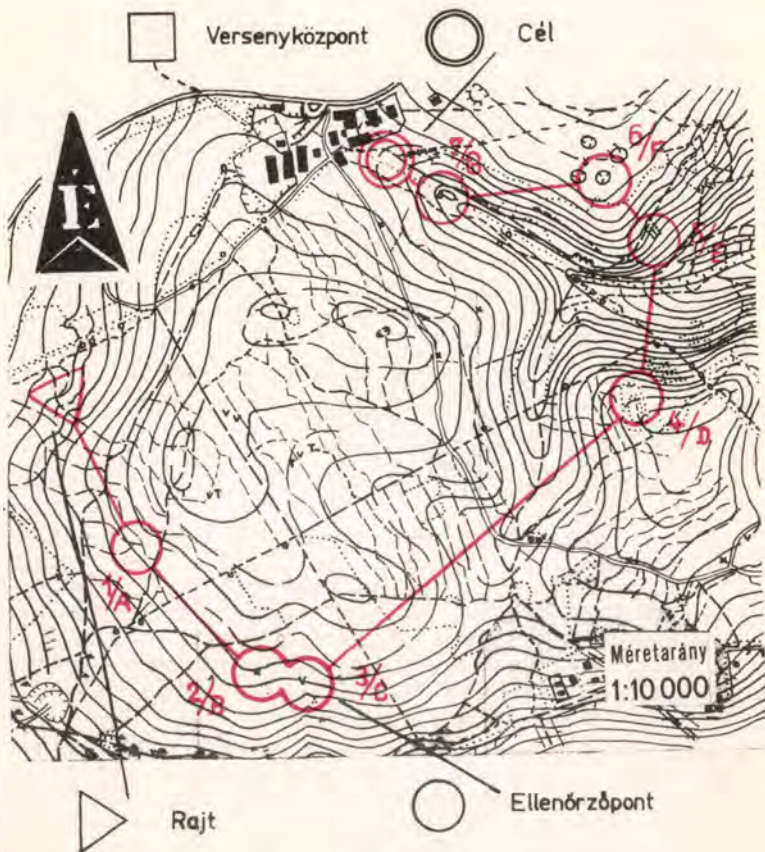 Versenyközpont
Cél
É
6/F
7/G
5/E
4/D
1/A
2/B
3/C
Méretarány
1:10 000
Rajt
Ellenőrzőpont